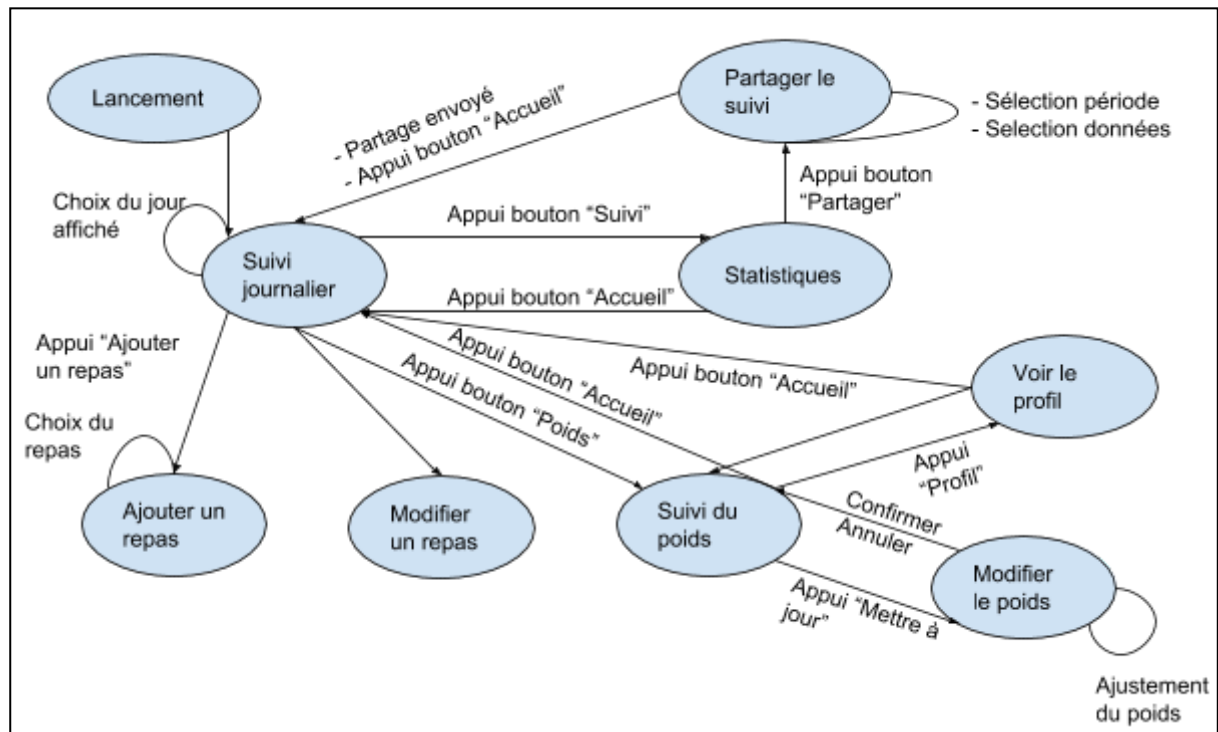 Lancement
Partager le
suivi
- Sélection période
- Selection données
- Partage envoyé
- Appui bouton “Accueil”
Appui bouton
“Partager”
Choix du jour
affiché
Appui bouton “Suivi”
Suivi
journalier
Statistiques
Appui bouton “Accueil”
Appui “Ajouter
un repas”
Appui bouton “Poids”
Appui bouton “Accueil”
Appui bouton “Accueil”
Voir le
profil
Choix du
repas
Appui
“Profil”
Ajouter un
repas
Modifier
un repas
Suivi du
poids
Confirmer
Annuler
Modifier
le poids
Appui “Mettre à
jour”
Ajustement
du poids